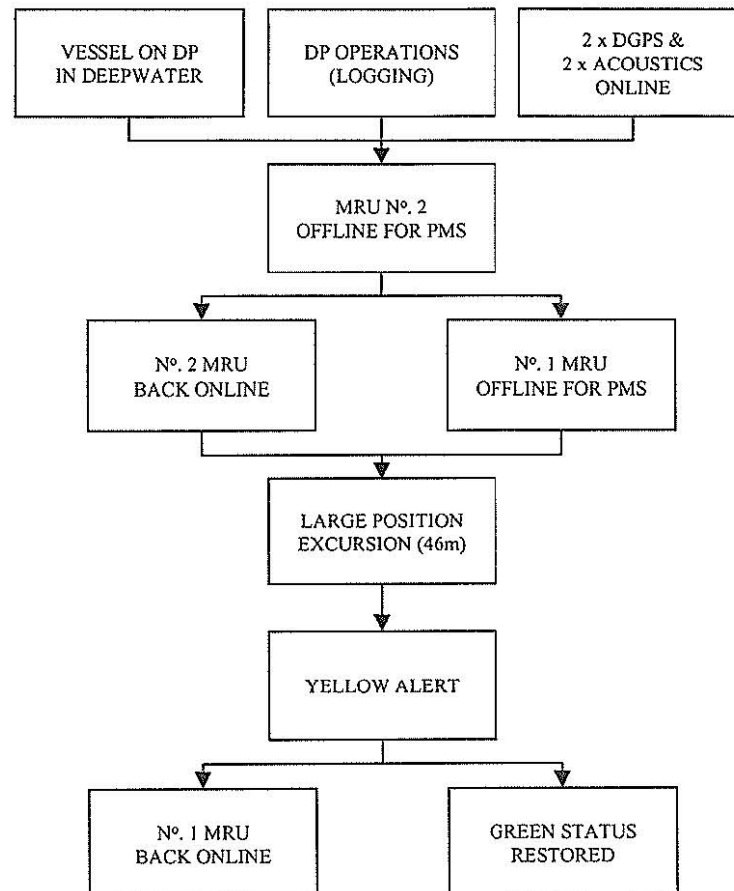 VESSEL ON DP
IN DEEPWATER
DP OPERATIONS
(LOGGING)
2 x DGPS &
2 x ACOUSTICS
ONLINE
MRU Nº. 2
OFFLINE FOR PMS
Nº. 2 MRU
BACK ONLINE
Nº. 1 MRU
OFFLINE FOR PMS
LARGE POSITION
EXCURSION (46m)
YELLOW ALERT
Nº. 1 MRU
BACK ONLINE
GREEN STATUS
RESTORED